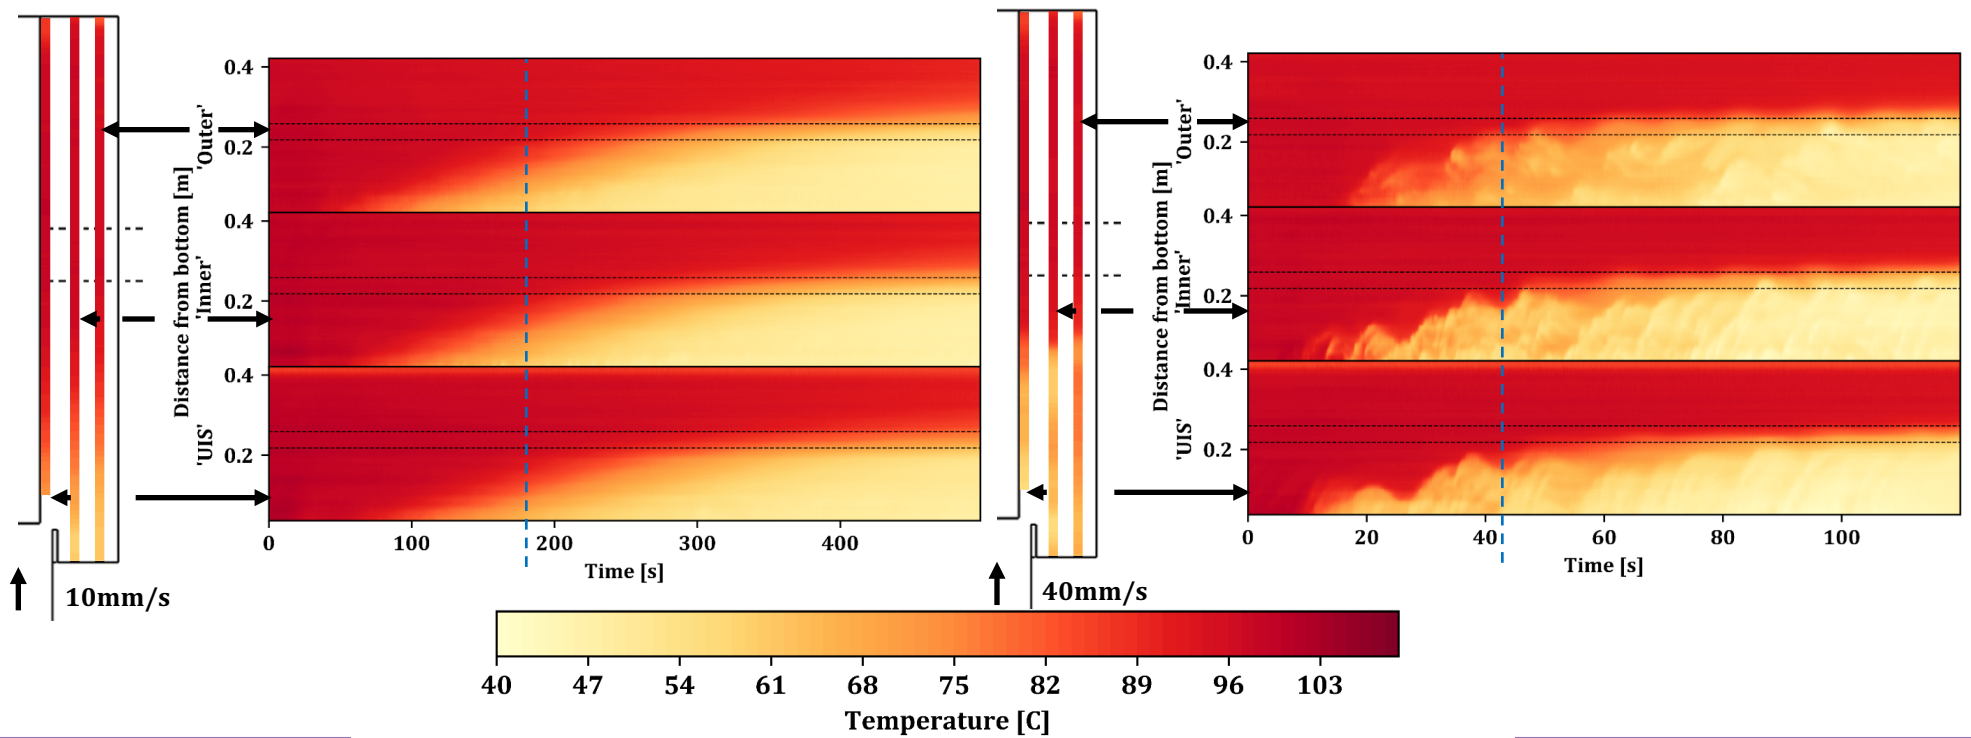 0.4
0.2
'Outer'
0.4
0.2
'Inner'
0.4
0.2
'UIS'
Distance from bottom [m]
0 100 200 300 400
Time [s]
10mm/s
0.4
0.2
'Outer'
0.4
0.2
'Inner'
0.4
0.2
'UIS'
Distance from bottom [m]
0 20 40 60 80 100
Time [s]
40mm/s
40 47 54 61 68 75 82 89 96 103
Temperature [C]